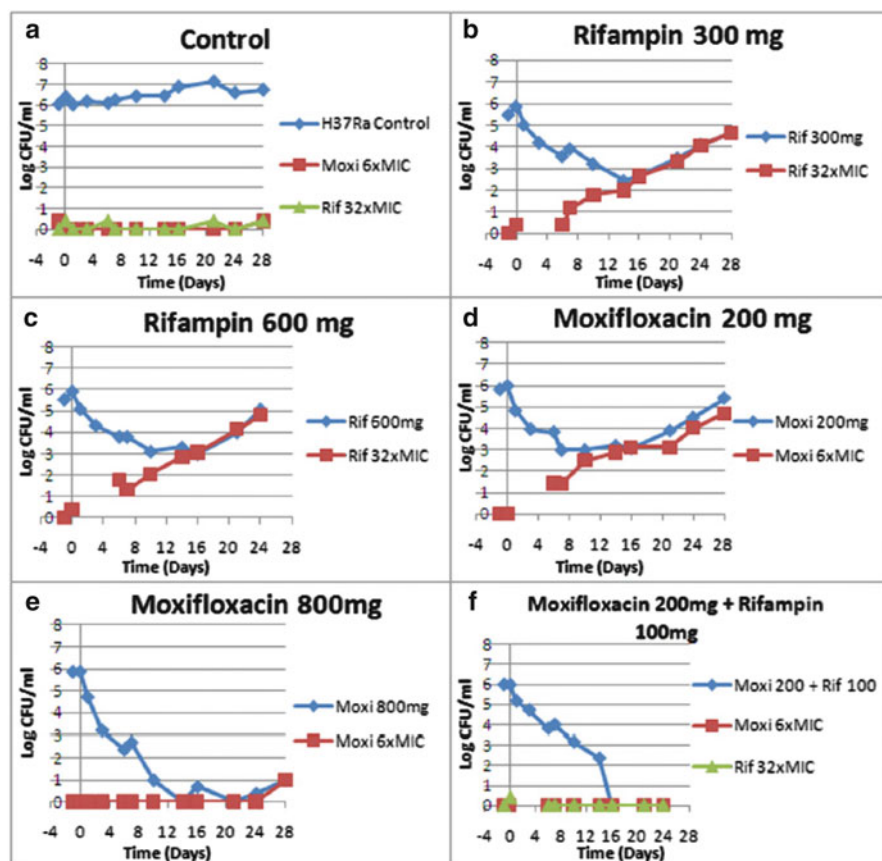 a
Control
8
7
6
5
4
3
2
1
0
Log CFU/ml
-4 0 4 8 12 16 20 24 28
Time (Days)
H37Ra Control
Moxi 6xMIC
Rif 32xMIC
b
Rifampin 300 mg
8
7
6
5
4
3
2
1
0
Log CFU/ml
-4 0 4 8 12 16 20 24 28
Time (Days)
Rif 300mg
Rif 32xMIC
c
Rifampin 600 mg
8
7
6
5
4
3
2
1
0
Log CFU/ml
-4 0 4 8 12 16 20 24 28
Time (Days)
Rif 600mg
Rif 32xMIC
d
Moxifloxacin 200 mg
8
7
6
5
4
3
2
1
0
Log CFU/ml
-4 0 4 8 12 16 20 24 28
Time (Days)
Moxi 200mg
Moxi 6xMIC
e
Moxifloxacin 800mg
8
7
6
5
4
3
2
1
0
Log CFU/ml
-4 0 4 8 12 16 20 24 28
Time (Days)
Moxi 800mg
Moxi 6xMIC
f
Moxifloxacin 200mg + Rifampin
100mg
8
7
6
5
4
3
2
1
0
Log CFU/ml
-4 0 4 8 12 16 20 24 28
Time (Days)
Moxi 200 + Rif 100
Moxi 6xMIC
Rif 32xMIC